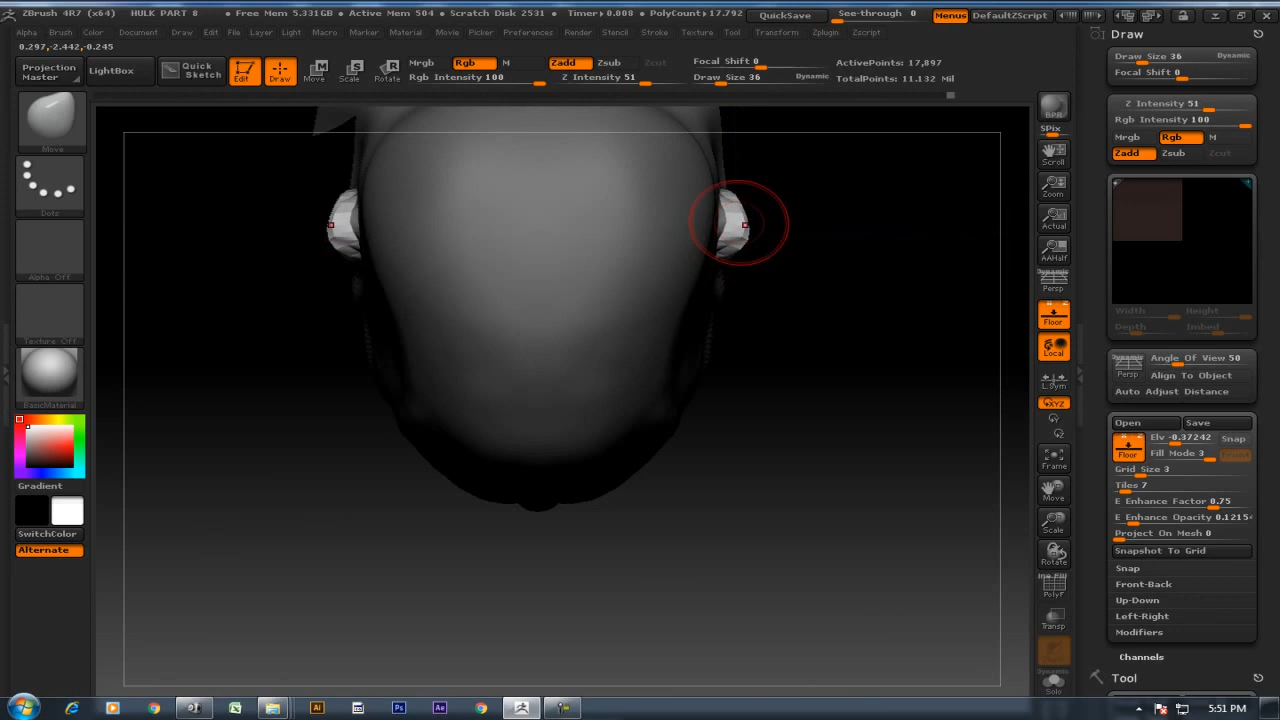 ZBrush 4R7 (x64)   HULK PART 8   • Free Mem 5.331GB • Active Mem 504 • Scratch Disk 2531 • Timer▸0.008 • PolyCount▸17.792
QuickSave See-through 0 Menus DefaultZScript
Alpha Brush Color Document Draw Edit File Layer Light Macro Marker Material Movie Picker Preferences Render Stencil Stroke Texture Tool Transform Zplugin Zscript
0.297,-2.442,-0.245
Projection Master
LightBox
Quick Sketch
Edit Draw Move Scale Rotate
Mrgb Rgb M
Rgb Intensity 100
Zadd Zsub Zcut
Z Intensity 51
Focal Shift 0
Draw Size 36 Dynamic
ActivePoints: 17,897
TotalPoints: 11.132 Mil
Move
Dots
Alpha Off
Texture Off
BasicMaterial
Gradient
SwitchColor
Alternate
BPR
SPix
Scroll
Zoom
Actual
AAHalf
Dynamic
Persp
Floor
Local
L.Sym
XYZ
Frame
Move
Scale
Rotate
Line Fill
PolyF
Transp
Dynamic
Solo
Draw
Draw Size 36 Dynamic
Focal Shift 0
Z Intensity 51
Rgb Intensity 100
Mrgb Rgb M
Zadd Zsub Zcut
Width Height
Depth Imbed
Dynamic
Persp
Angle Of View 50
Align To Object
Auto Adjust Distance
Open Save
Floor
Elv -0.37242 Snap
Fill Mode 3 Front
Grid Size 3
Tiles 7
E Enhance Factor 0.75
E Enhance Opacity 0.1215
Project On Mesh 0
Snapshot To Grid
Snap
Front-Back
Up-Down
Left-Right
Modifiers
Channels
Tool
5:51 PM